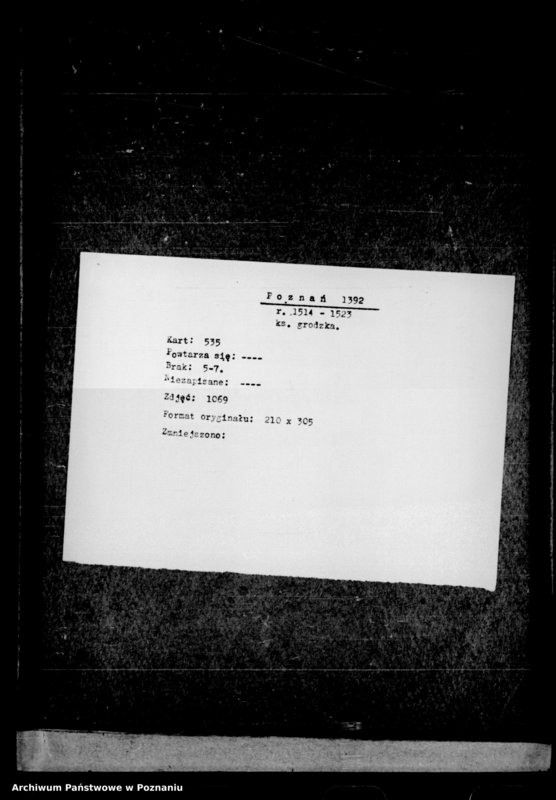 Poznań 1392
r. 1514 - 1523
ks. grodzka.
Kart: 535
Powtarza się: ----
Brak: 5-7.
Niezapisane: ----
Zdjęć: 1069
Format oryginału: 210 x 305
Zmniejszono:
Archiwum Państwowe w Poznaniu